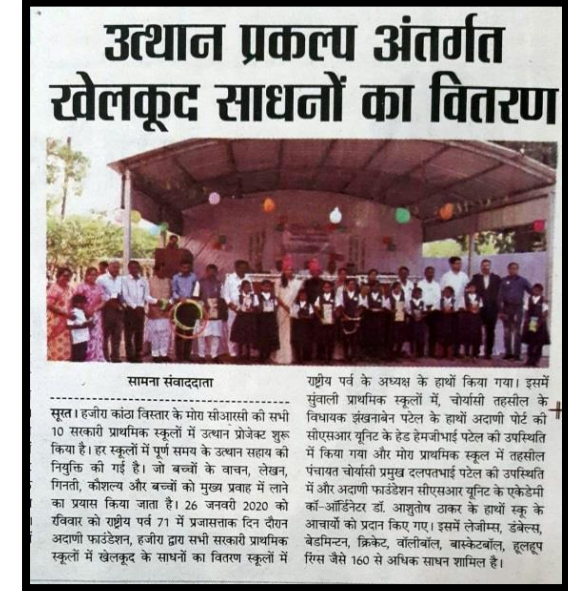 उत्थान प्रकल्प अंतर्गत
खेलकूद साधनों का वितरण
सामना संवाददाता
सूरत। हजीरा कांठा विस्तार के मोरा सीआरसी की सभी
10 सरकारी प्राथमिक स्कूलों में उत्थान प्रोजेक्ट शुरू
किया है। हर स्कूलों में पूर्ण समय के उत्थान सहाय की
नियुक्ति की गई है। जो बच्चों के वाचन, लेखन,
गिनती, कौशल्य और बच्चों को मुख्य प्रवाह में लाने
का प्रयास किया जाता है। 26 जनवरी 2020 को
रविवार को राष्ट्रीय पर्व 71 में प्रजासत्ताक दिन दौरान
अदाणी फाउंडेशन, हजीरा द्वारा सभी सरकारी प्राथमिक
स्कूलों में खेलकूद के साधनों का वितरण स्कूलों में
राष्ट्रीय पर्व के अध्यक्ष के हाथों किया गया। इसमें
सुंवाली प्राथमिक स्कूलों में, चोर्यासी तहसील के
विधायक झंखनाबेन पटेल के हाथों अदाणी पोर्ट की
सीएसआर यूनिट के हेड हेमजीभाई पटेल की उपस्थिति
में किया गया और मोरा प्राथमिक स्कूल में तहसील
पंचायत चोर्यासी प्रमुख दलपतभाई पटेल की उपस्थिति
में और अदाणी फाउंडेशन सीएसआर यूनिट के एकेडेमी
कॉ-ऑर्डिनेटर डॉ. आशुतोष ठाकर के हाथों स्कू के
आचार्यो को प्रदान किए गए। इसमें लेजीम्स, डंबेल्स,
बेडमिन्टन, क्रिकेट, वॉलीबॉल, बास्केटबॉल, हूलहूप
रिंग्स जैसे 160 से अधिक साधन शामिल है।